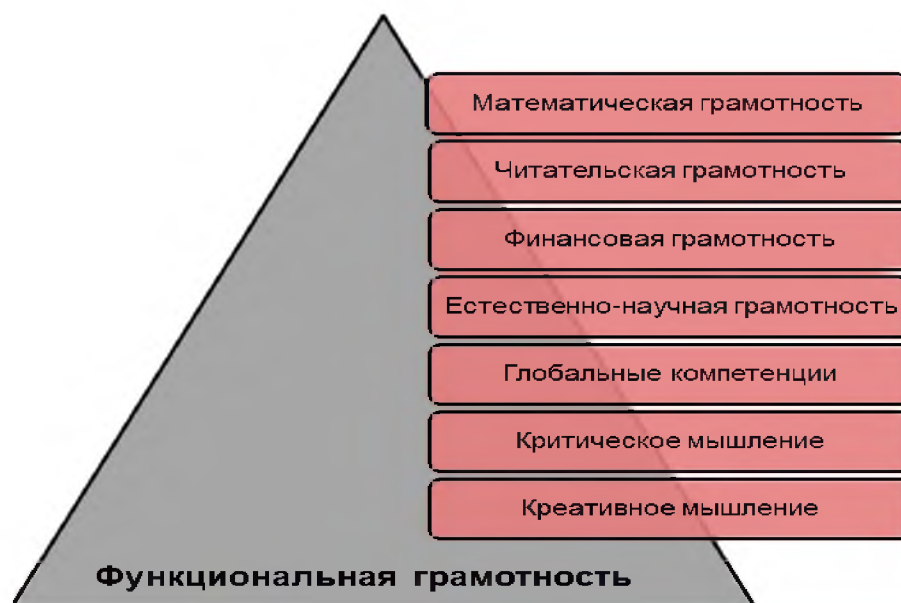 Математическая грамотность
Читательская грамотность
Финансовая грамотность
Естественно-научная грамотность
Глобальные компетенции
Критическое мышление
Креативное мышление
Функциональная грамотность